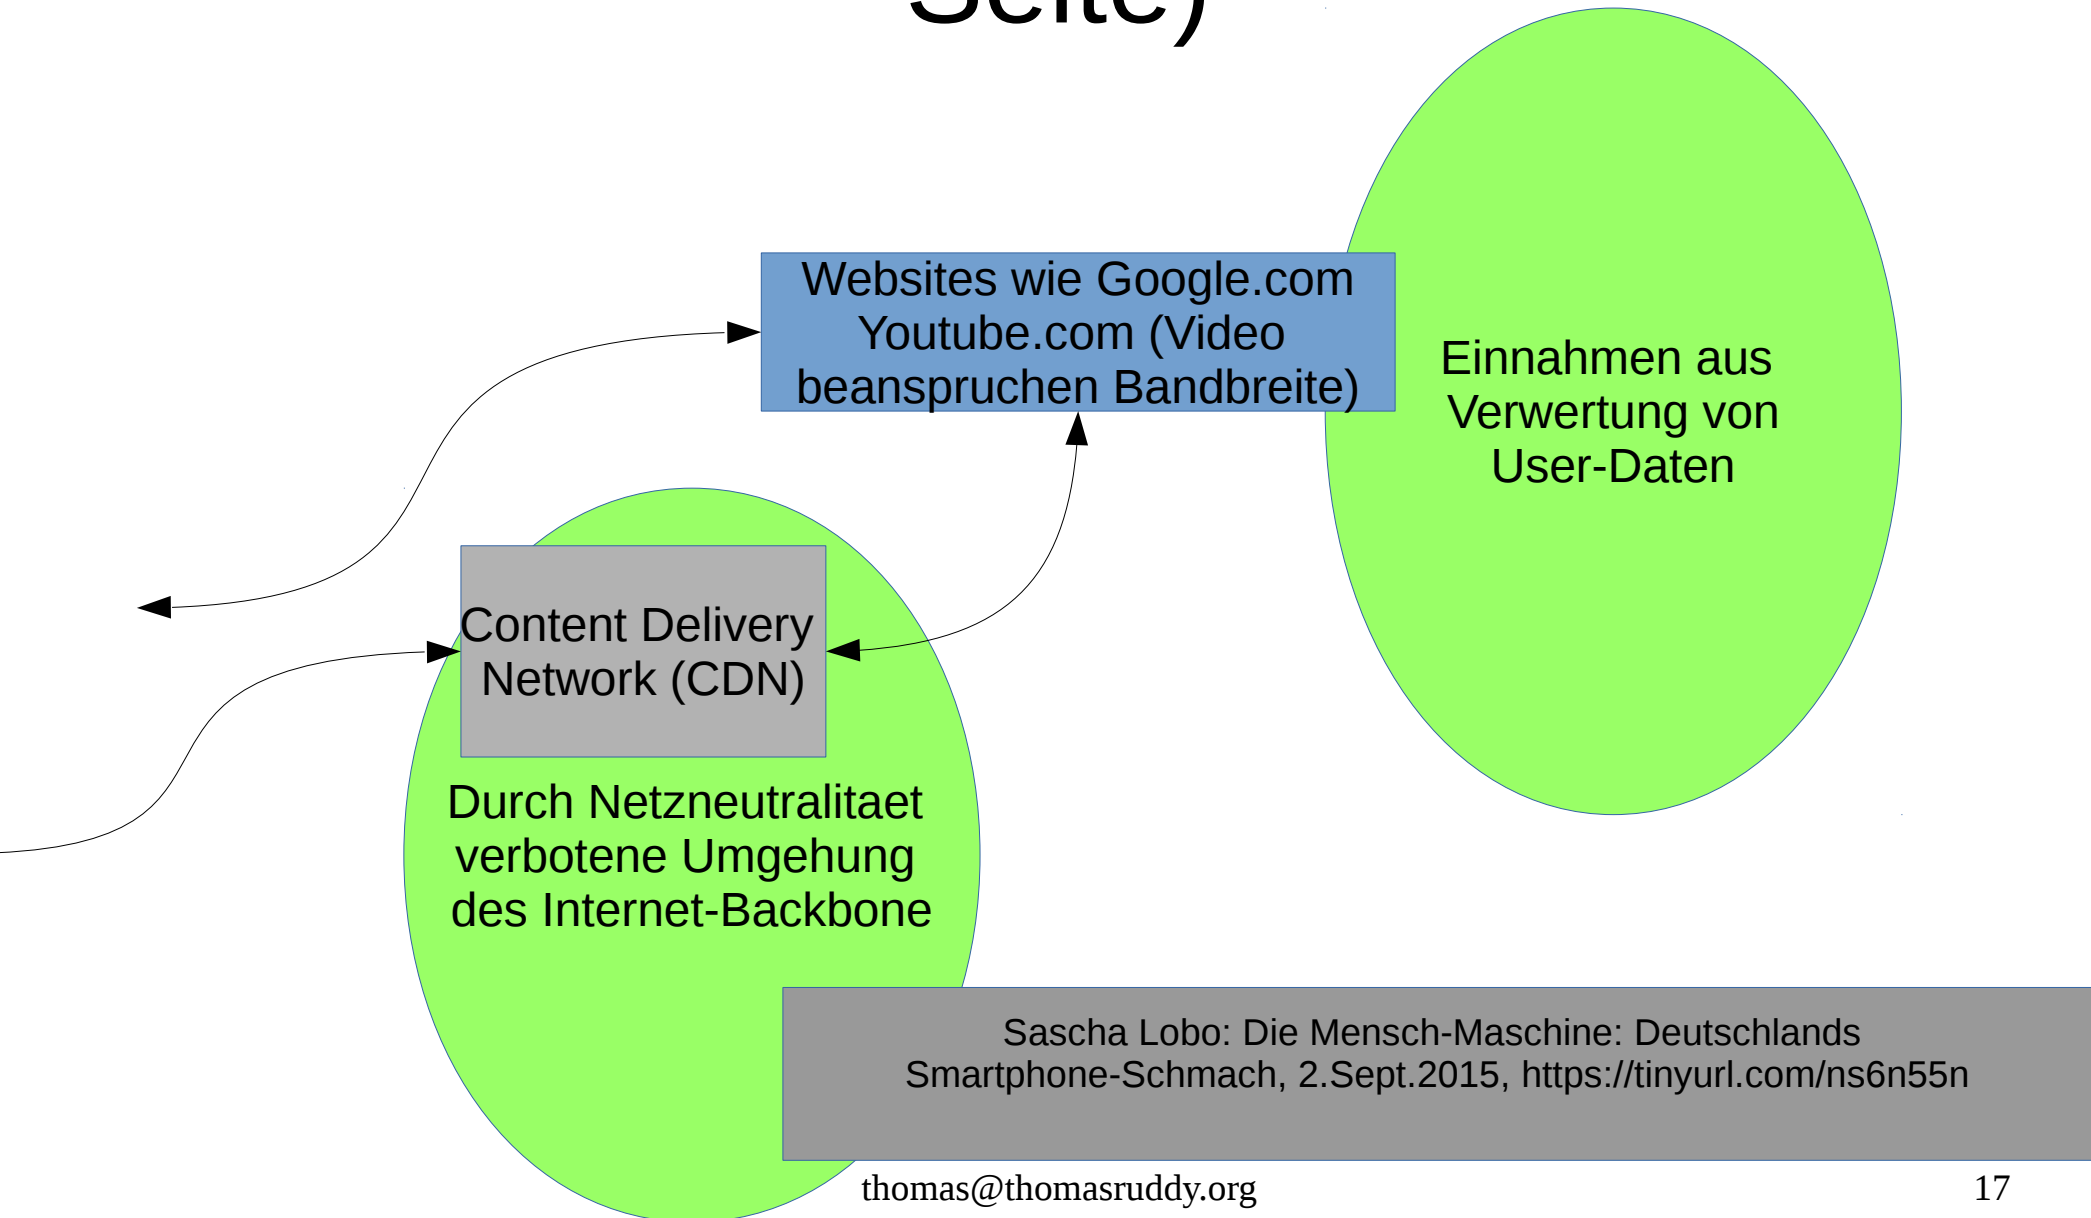 Seite)
Websites wie Google.com
Youtube.com (Video
beanspruchen Bandbreite)
Einnahmen aus
Verwertung von
User-Daten
Content Delivery
Network (CDN)
Durch Netzneutralitaet
verbotene Umgehung
des Internet-Backbone
Sascha Lobo: Die Mensch-Maschine: Deutschlands
Smartphone-Schmach, 2.Sept.2015, https://tinyurl.com/ns6n55n
thomas@thomasruddy.org
17